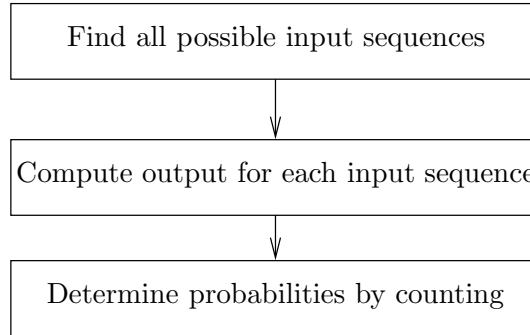 Find all possible input sequences
Compute output for each input sequence
Determine probabilities by counting